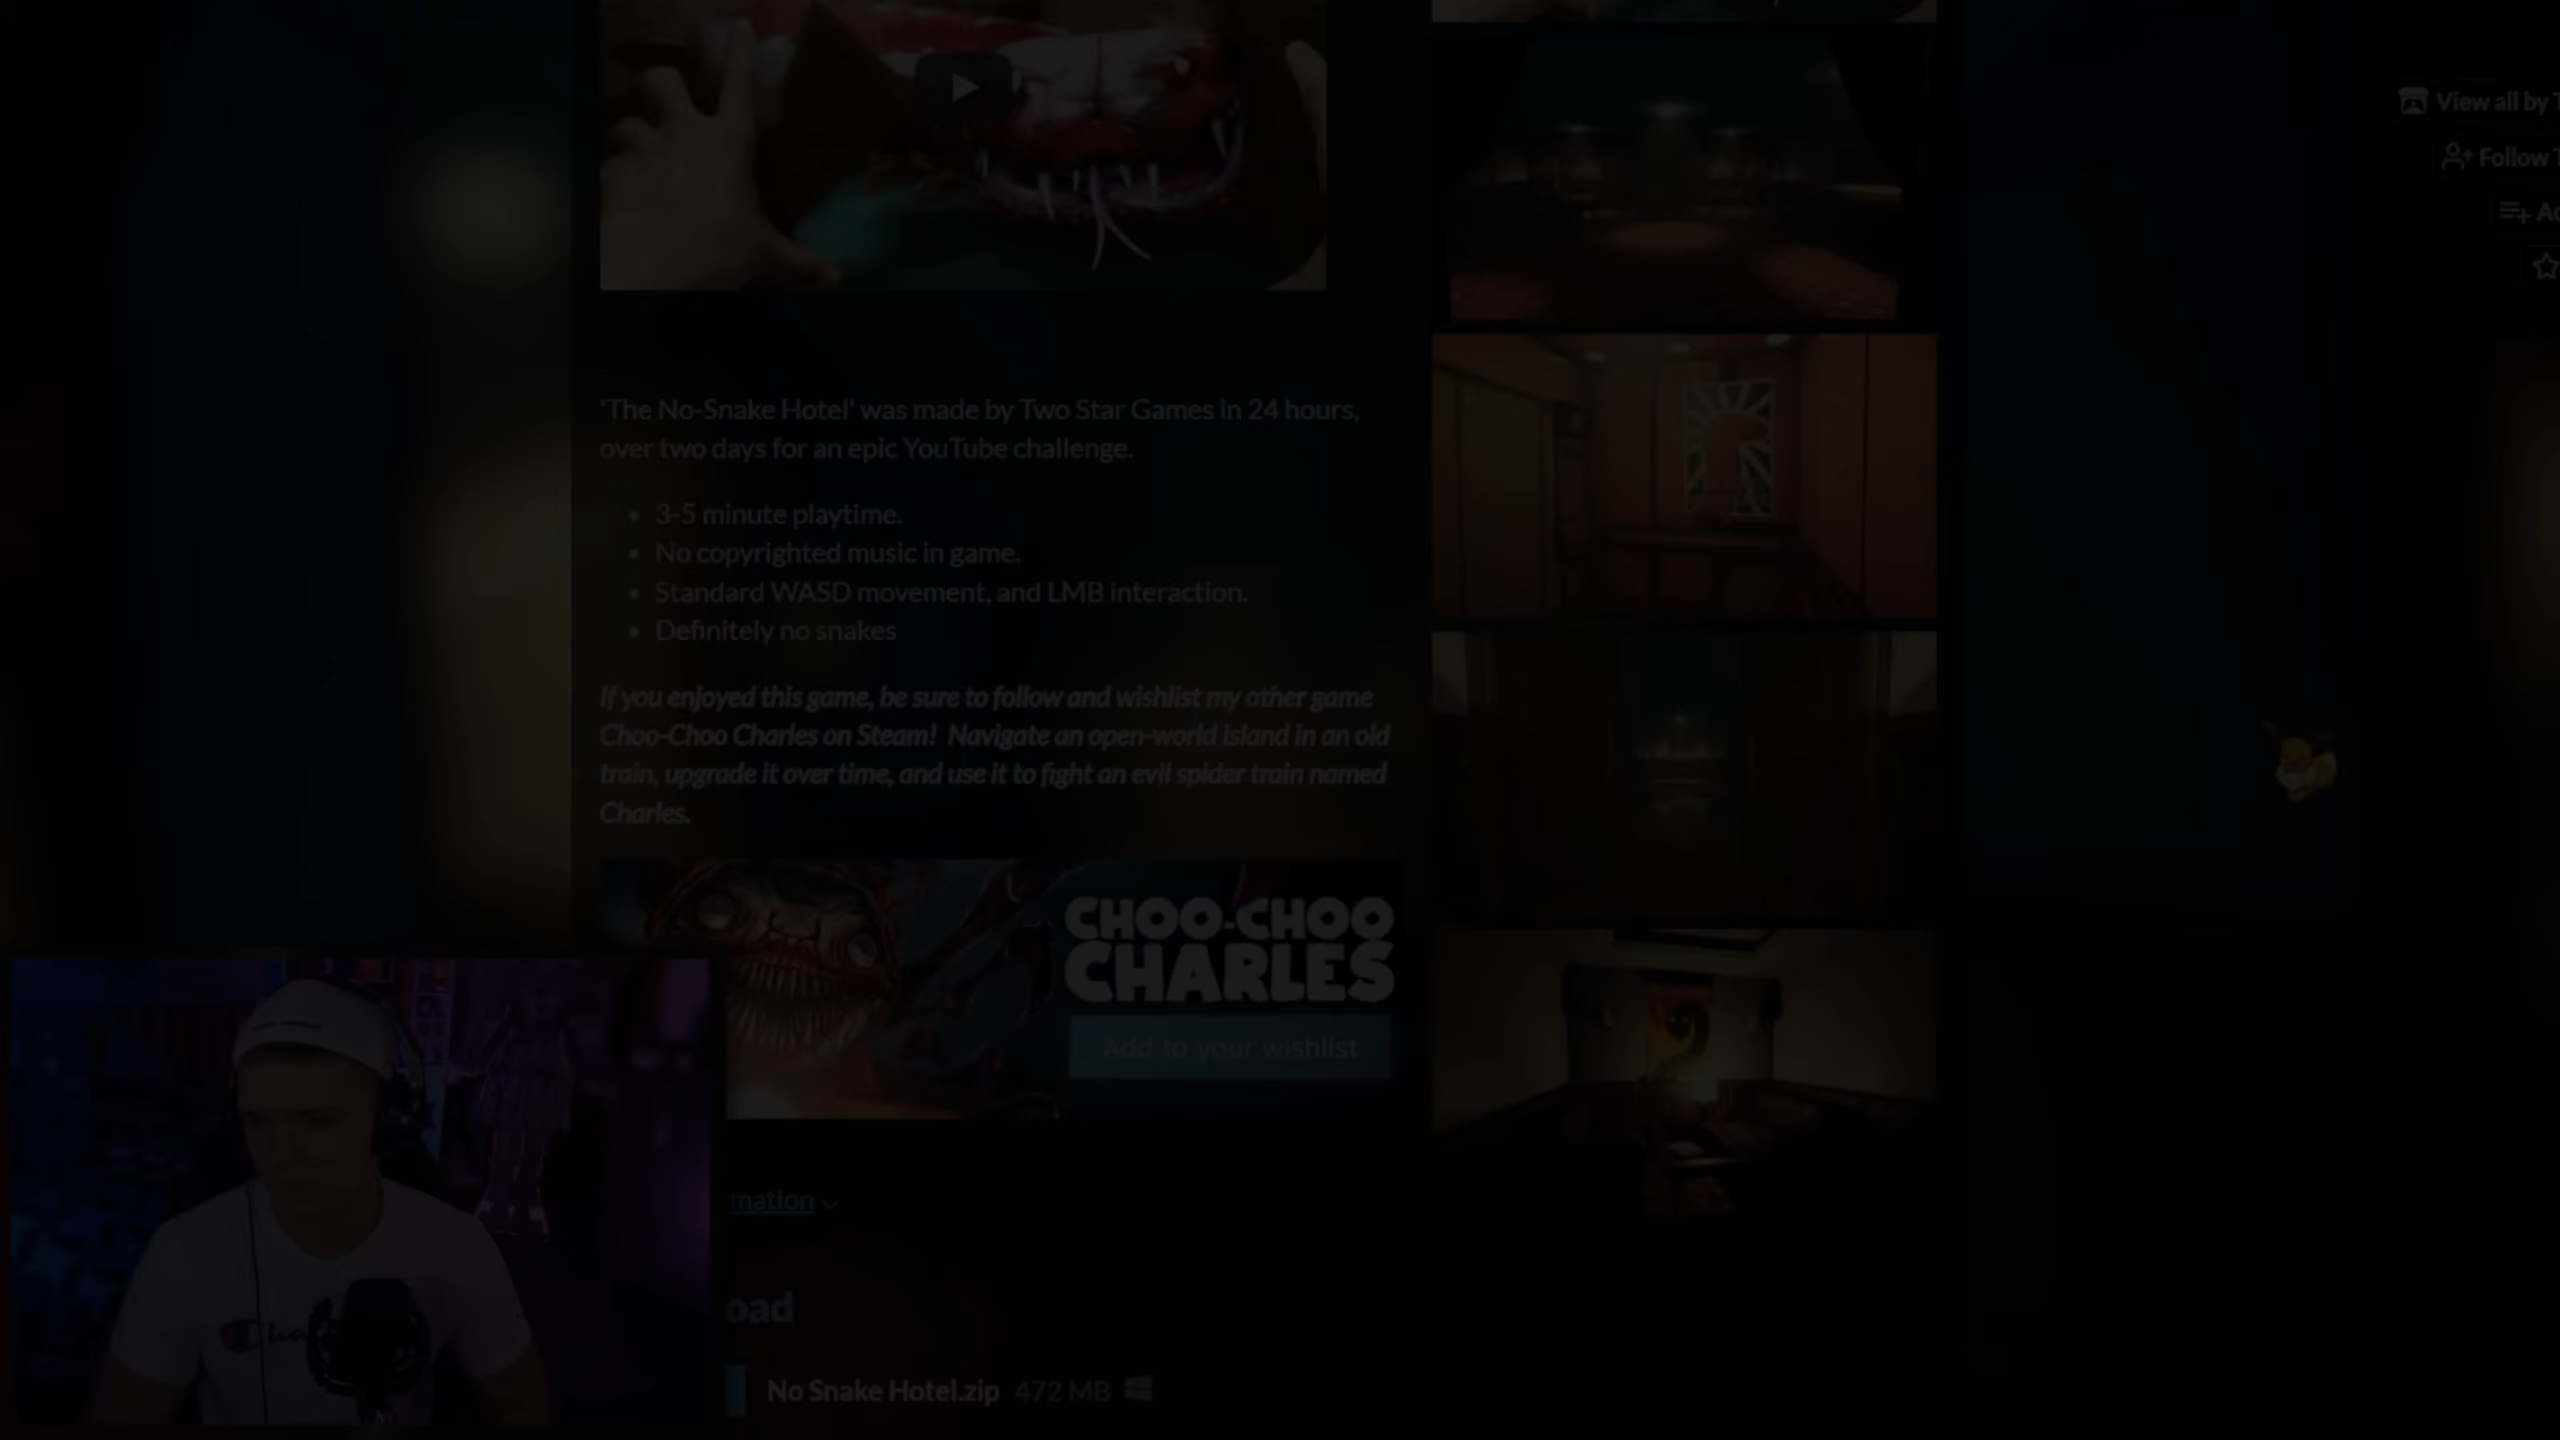 View all by
Follow
'The No-Snake Hotel' was made by Two Star Games in 24 hours,
over two days for an epic YouTube challenge.
3-5 minute playtime.
No copyrighted music in game.
Standard WASD movement, and LMB interaction.
Definitely no snakes
If you enjoyed this game, be sure to follow and wishlist my other game
Choo-Choo Charles on Steam! Navigate an open-world island in an old
train, upgrade it over time, and use it to fight an evil spider train named
Charles.
CHOO-CHOO
CHARLES
Add to your wishlist
mation
oad
No Snake Hotel.zip 472 MB